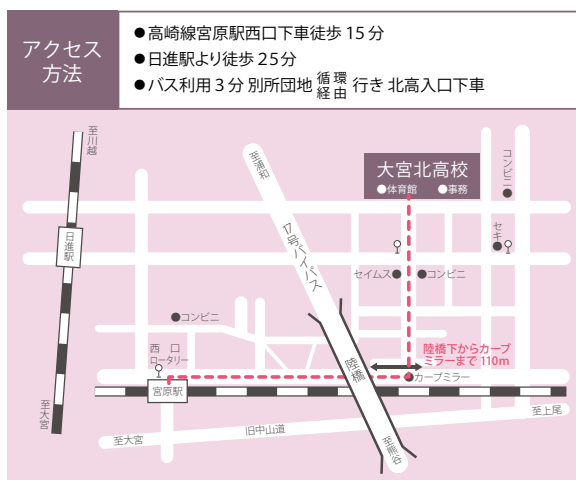 アクセス
方法
●高崎線宮原駅西口下車徒歩 15 分
●日進駅より徒歩 25分
●バス利用 3 分 別所団地 循環経由 行き 北高入口下車
至川越
至浦和
大宮北高校
●体育館 ●事務
コンビニ
日進駅
17号バイパス
セキ
セイムス
コンビニ
コンビニ
西 口
ロータリー
陸橋
陸橋下からカーブ
ミラーまで 110m
カーブミラー
宮原駅
至大宮
至上尾
旧中山道
至大宮
至熊谷